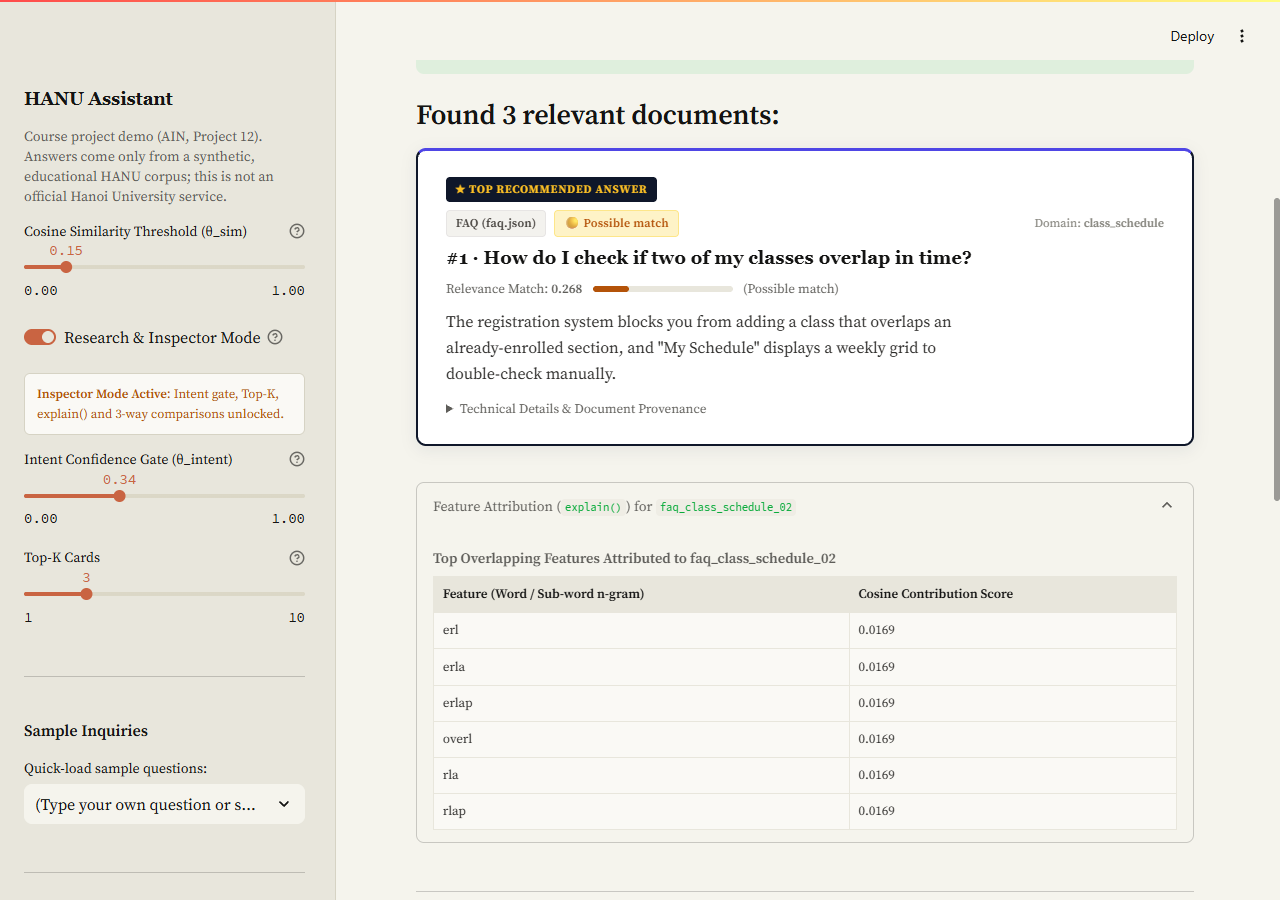 Deploy
HANU Assistant
Course project demo (AIN, Project 12).
Answers come only from a synthetic,
educational HANU corpus; this is not an
official Hanoi University service.
Cosine Similarity Threshold (θ_sim)
0.15
0.00 1.00
Research & Inspector Mode
Inspector Mode Active: Intent gate, Top-K,
explain() and 3-way comparisons unlocked.
Intent Confidence Gate (θ_intent)
0.34
0.00 1.00
Top-K Cards
3
1 10
Sample Inquiries
Quick-load sample questions:
(Type your own question or s...
Found 3 relevant documents:
★ TOP RECOMMENDED ANSWER
FAQ (faq.json) Possible match Domain: class_schedule
#1 · How do I check if two of my classes overlap in time?
Relevance Match: 0.268 (Possible match)
The registration system blocks you from adding a class that overlaps an
already-enrolled section, and "My Schedule" displays a weekly grid to
double-check manually.
Technical Details & Document Provenance
Feature Attribution ( explain() ) for faq_class_schedule_02
Top Overlapping Features Attributed to faq_class_schedule_02
Feature (Word / Sub-word n-gram) Cosine Contribution Score
erl 0.0169
erla 0.0169
erlap 0.0169
overl 0.0169
rla 0.0169
rlap 0.0169